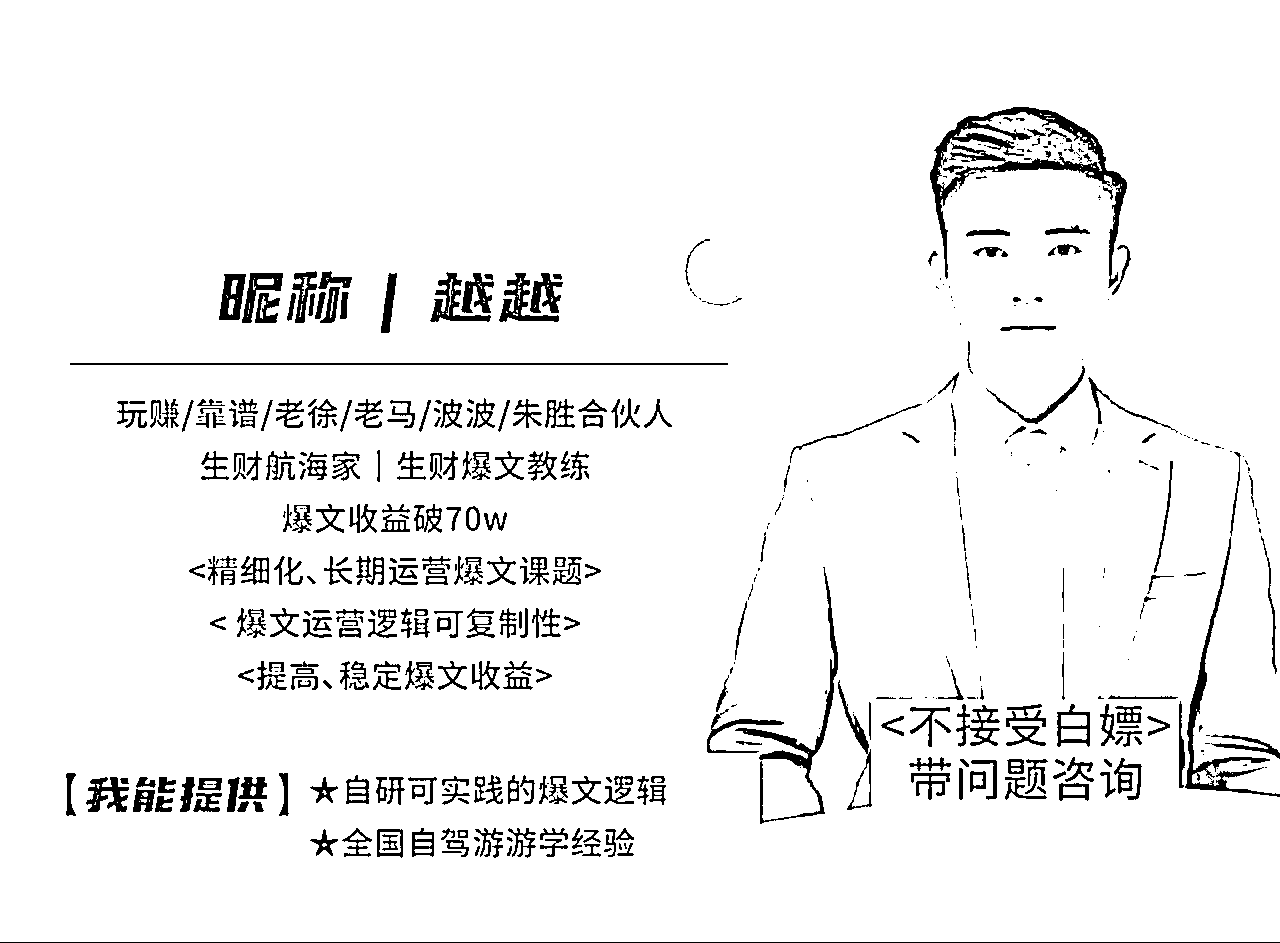 昵称 | 越越
玩赚/靠谱/老徐/老马/波波/朱胜合伙人
生财航海家 | 生财爆文教练
爆文收益破70w
<精细化、长期运营爆文课题>
< 爆文运营逻辑可复制性>
<提高、稳定爆文收益>
<不接受白嫖>
带问题咨询
【我能提供】★自研可实践的爆文逻辑
★全国自驾游游学经验